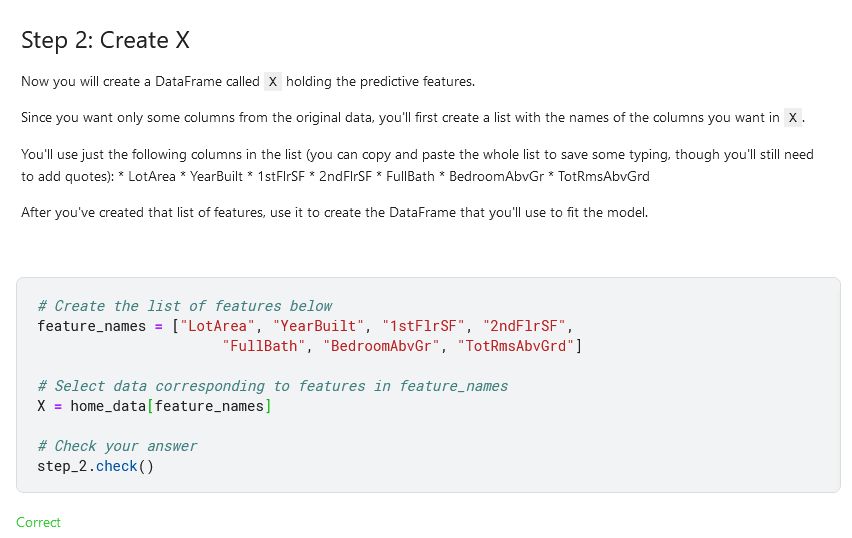 Step 2: Create X
Now you will create a DataFrame called X holding the predictive features.
Since you want only some columns from the original data, you'll first create a list with the names of the columns you want in X .
You'll use just the following columns in the list (you can copy and paste the whole list to save some typing, though you'll still need
to add quotes): * LotArea * YearBuilt * 1stFlrSF * 2ndFlrSF * FullBath * BedroomAbvGr * TotRmsAbvGrd
After you've created that list of features, use it to create the DataFrame that you'll use to fit the model.
# Create the list of features below
feature_names = ["LotArea", "YearBuilt", "1stFlrSF", "2ndFlrSF",
                      "FullBath", "BedroomAbvGr", "TotRmsAbvGrd"]
# Select data corresponding to features in feature_names
X = home_data[feature_names]
# Check your answer
step_2.check()
Correct